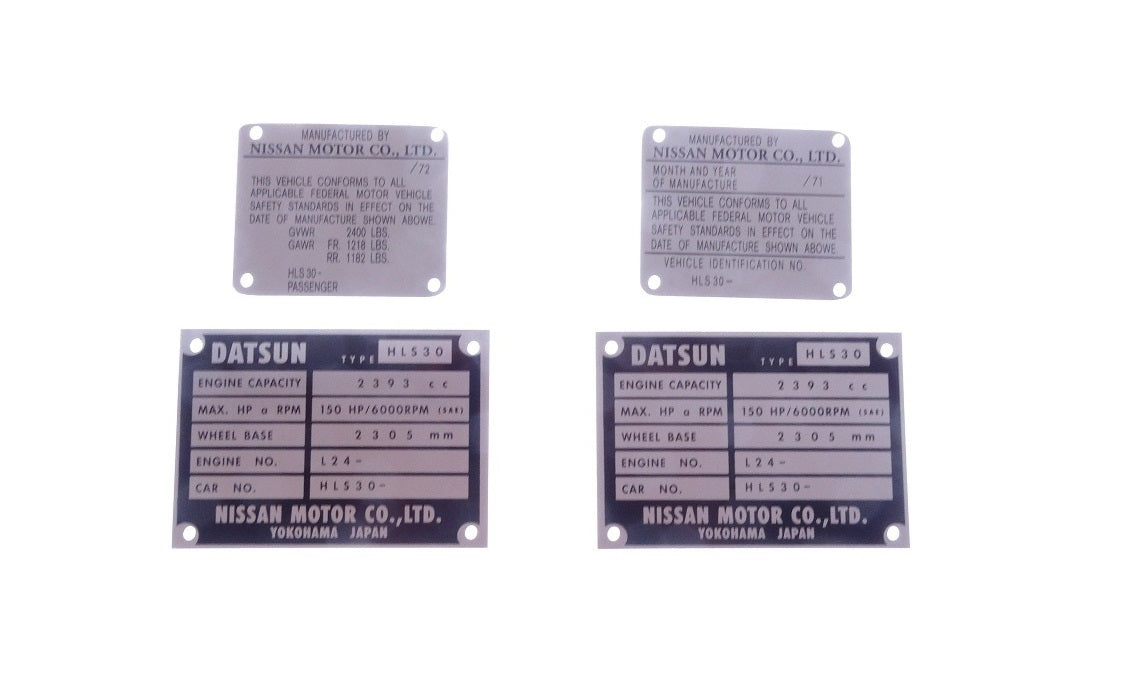 MANUFACTURED BY
NISSAN MOTOR CO., LTD.
/72
THIS VEHICLE CONFORMS TO ALL
APPLICABLE FEDERAL MOTOR VEHICLE
SAFETY STANDARDS IN EFFECT ON THE
DATE OF MANUFACTURE SHOWN ABOWE.
GVWR 2400 LBS.
GAWR FR. 1218 LBS.
RR. 1182 LBS.
HLS30-
PASSENGER
MANUFACTURED BY
NISSAN MOTOR CO., LTD.
MONTH AND YEAR
OF MANUFACTURE /71
THIS VEHICLE CONFORMS TO ALL
APPLICABLE FEDERAL MOTOR VEHICLE
SAFETY STANDARDS IN EFFECT ON THE
DATE OF MANUFACTURE SHOWN ABOWE.
VEHICLE IDENTIFICATION NO.
HLS30-
DATSUN TYPE HLS30
ENGINE CAPACITY 2393 cc
MAX. HP a RPM 150 HP/6000RPM (SAE)
WHEEL BASE 2305 mm
ENGINE NO. L24-
CAR NO. HLS30-
NISSAN MOTOR CO.,LTD.
YOKOHAMA JAPAN
DATSUN TYPE HLS30
ENGINE CAPACITY 2393 cc
MAX. HP a RPM 150 HP/6000RPM (SAE)
WHEEL BASE 2305 mm
ENGINE NO. L24-
CAR NO. HLS30-
NISSAN MOTOR CO.,LTD.
YOKOHAMA JAPAN